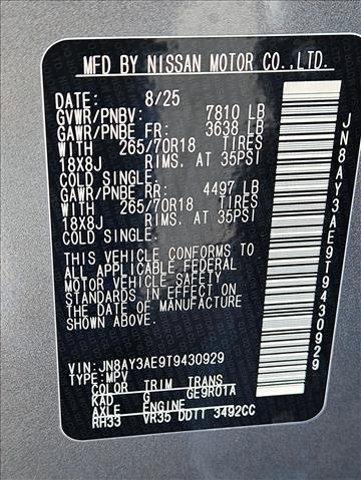 MFD BY NISSAN MOTOR CO.,LTD.
DATE: 8/25
GVWR/PNBV: 7810 LB
GAWR/PNBE FR: 3638 LB
WITH 265/70R18 TIRES
18X8J RIMS. AT 35PSI
COLD SINGLE.
GAWR/PNBE RR: 4497 LB
WITH 265/70R18 TIRES
18X8J RIMS. AT 35PSI
COLD SINGLE.
THIS VEHICLE CONFORMS TO
ALL APPLICABLE FEDERAL
MOTOR VEHICLE SAFETY
STANDARDS IN EFFECT ON
THE DATE OF MANUFACTURE
SHOWN ABOVE.
VIN: JN8AY3AE9T9430929
TYPE: MPV
COLOR TRIM TRANS
KAD G GE9R01A
AXLE ENGINE
RH33 VR35 DDTT 3492CC
JN8AY3AE9T9430929